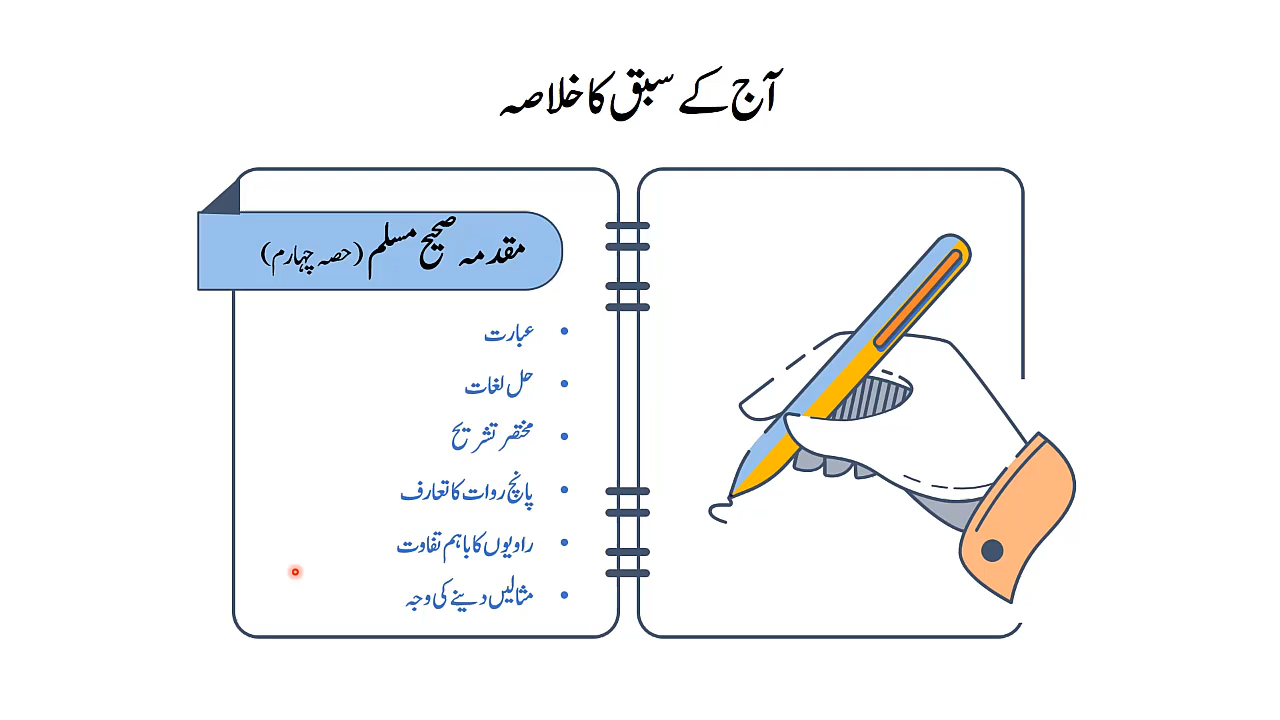 آج کے سبق کا خلاصہ
مقدمہ صحیح مسلم (حصہ چہارم)
• عبارت
• حل لغات
• مختصر تشریح
• پانچ روات کا تعارف
• راویوں کا باہم تفاوت
• مثالیں دینے کی وجہ